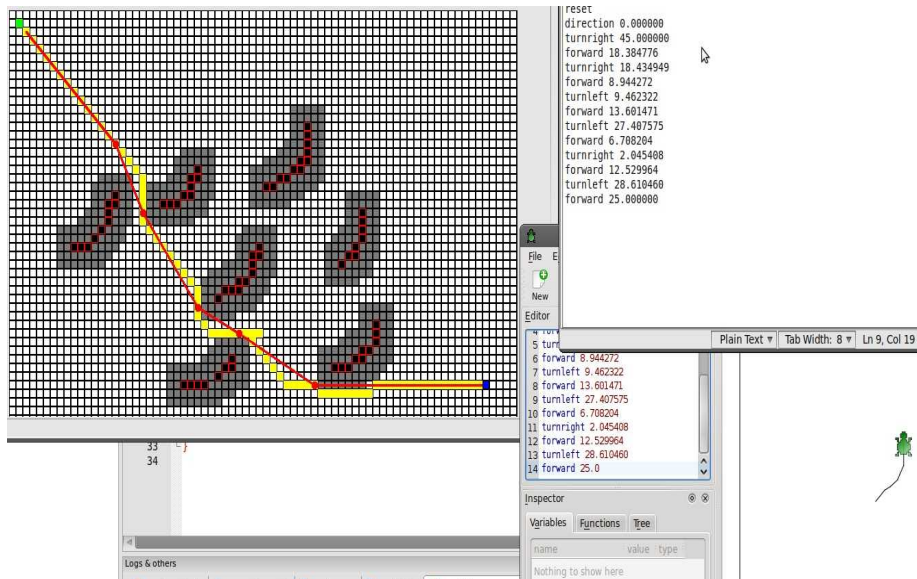 reset
direction 0.000000
turnright 45.000000
forward 18.384776
turnright 18.434949
forward 8.944272
turnleft 9.462322
forward 13.601471
turnleft 27.407575
forward 6.708204
turnright 2.045408
forward 12.529964
turnleft 28.610460
forward 25.000000
Plain Text Tab Width: 8 Ln 9, Col 19
File
New
Editor
5 turn
6 forward 8.944272
7 turnleft 9.462322
8 forward 13.601471
9 turnleft 27.407575
10 forward 6.708204
11 turnright 2.045408
12 forward 12.529964
13 turnleft 28.610460
14 forward 25.0
33 }
34
Inspector
Variables Functions Tree
name value type
Nothing to show here
Logs & others